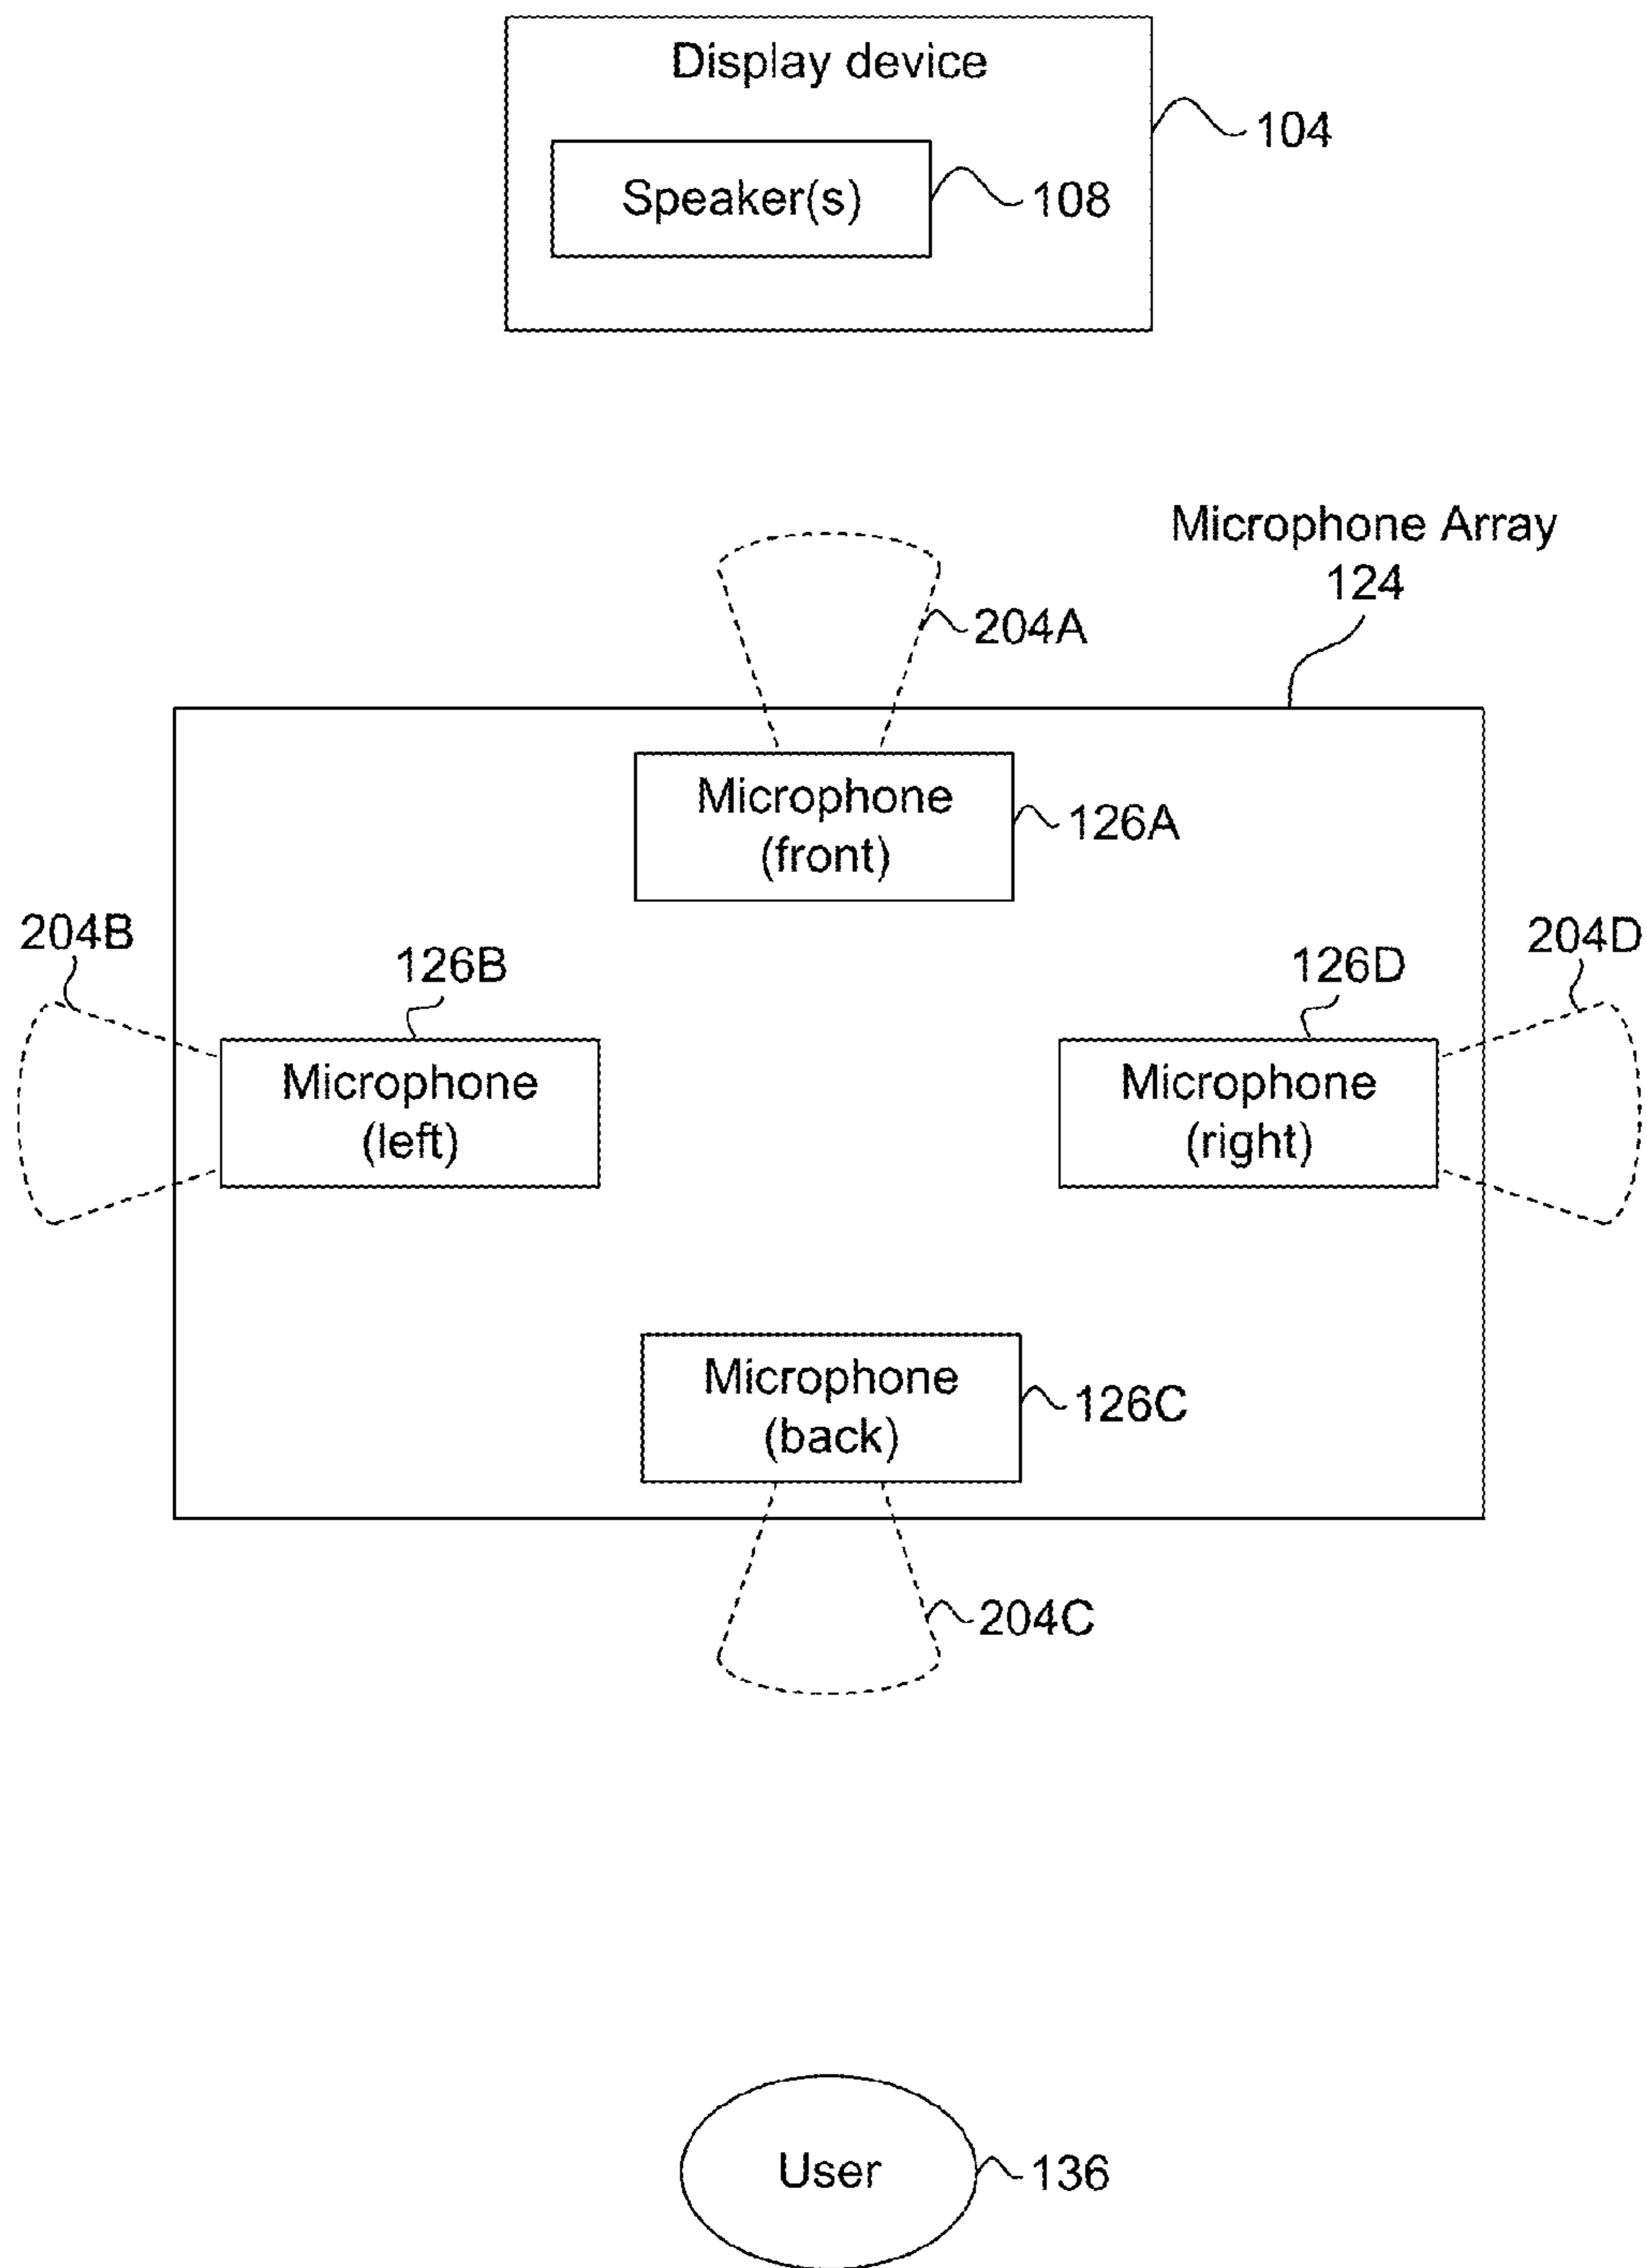 Display device
104
Speaker(s)
108
Microphone Array
124
204A
Microphone
(front)
126A
204B
126B
126D
204D
Microphone
(left)
Microphone
(right)
Microphone
(back)
126C
204C
User
136